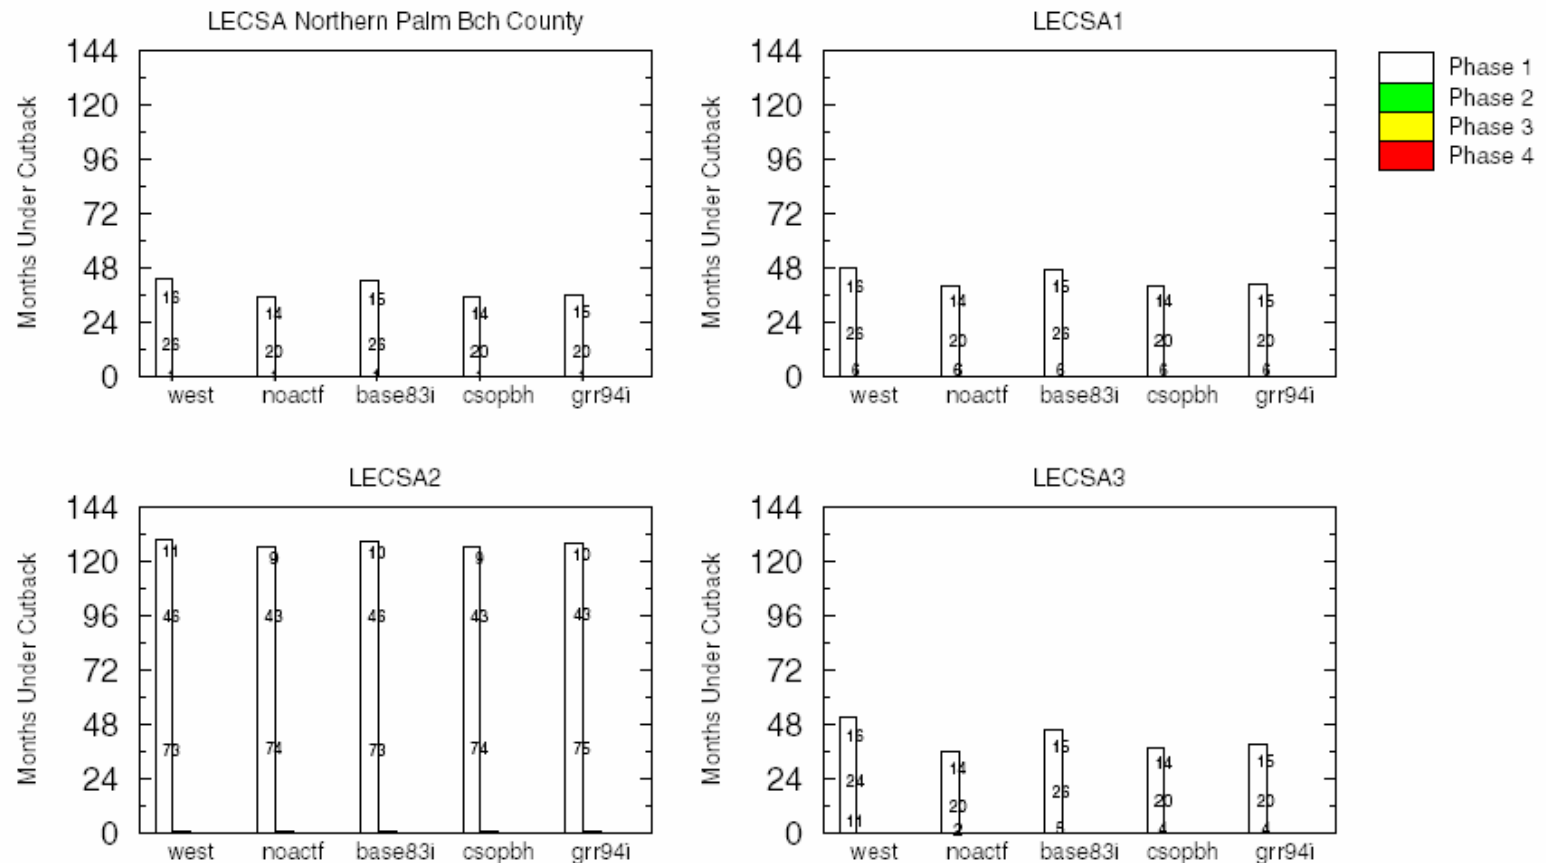 LECSA Northern Palm Bch County
Months Under Cutback
144
120
96
72
48
24
0
16 14 15 14 15
26 20 26 20 20
1 1 1 1 1
west noactf base83i csopbh grr94i
LECSA1
Months Under Cutback
144
120
96
72
48
24
0
16 14 15 14 15
26 20 26 20 20
6 6 6 6 6
west noactf base83i csopbh grr94i
Phase 1
Phase 2
Phase 3
Phase 4
LECSA2
Months Under Cutback
144
120
96
72
48
24
0
11 9 10 9 10
46 43 46 43 43
73 74 73 74 75
west noactf base83i csopbh grr94i
LECSA3
Months Under Cutback
144
120
96
72
48
24
0
16 14 15 14 15
24 20 26 20 20
11 2 5 4 4
west noactf base83i csopbh grr94i